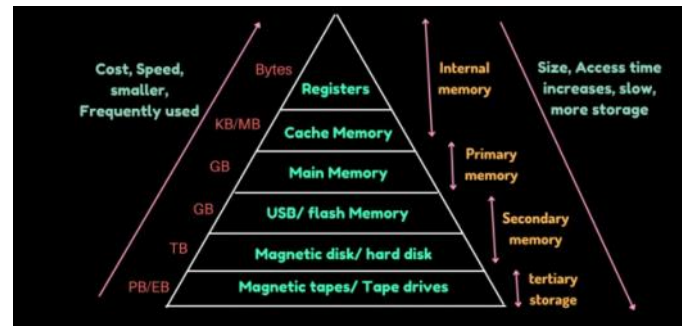 Cost, Speed,
smaller,
Frequently used
Bytes
Registers
KB/MB
Cache Memory
GB
Main Memory
GB
USB/ flash Memory
TB
Magnetic disk/ hard disk
PB/EB
Magnetic tapes/ Tape drives
Internal
memory
Primary
memory
Secondary
memory
tertiary
storage
Size, Access time
increases, slow,
more storage